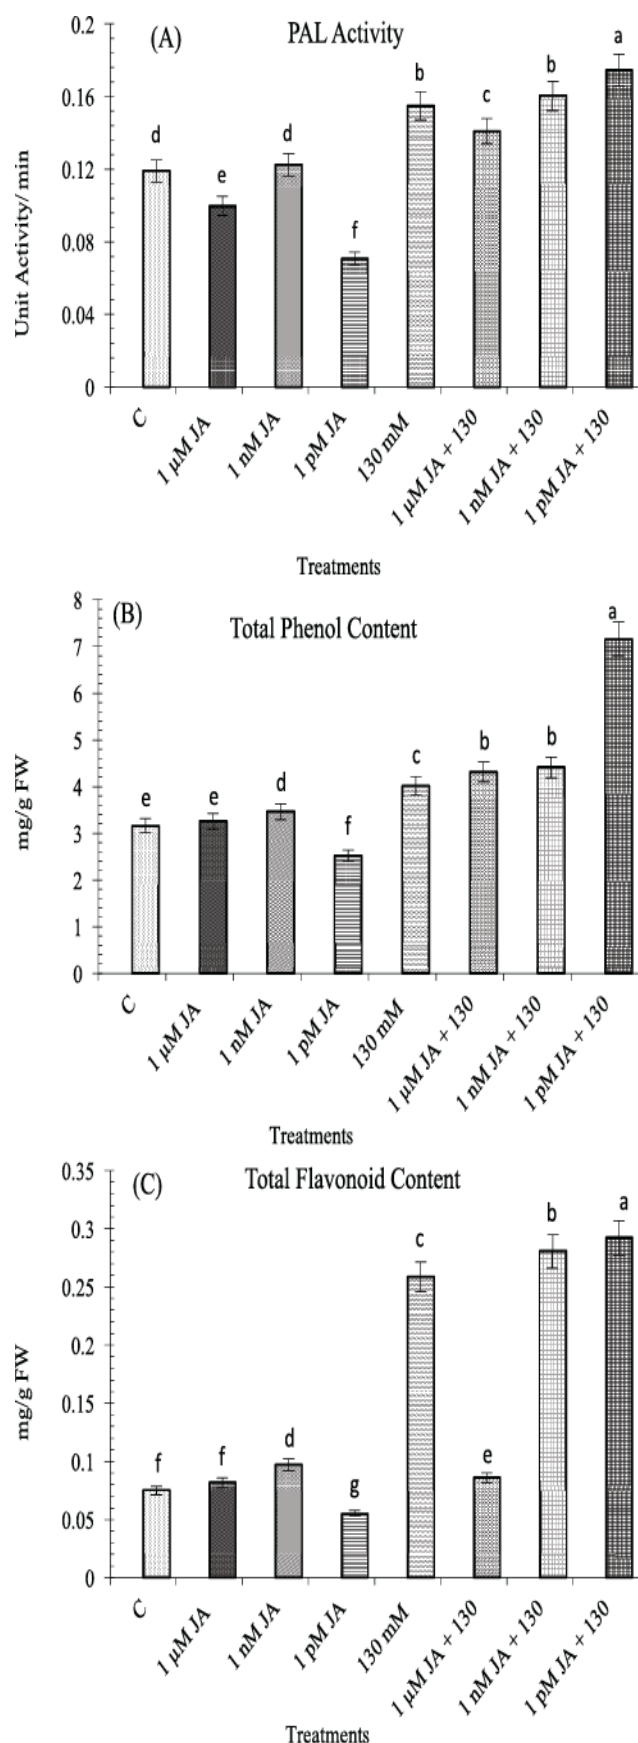 (A)
PAL Activity
Unit Activity/ min
0.2
0.16
0.12
0.08
0.04
0
d
e
d
f
b
c
b
a
C
1 µM JA
1 nM JA
1 pM JA
130 mM
1 µM JA + 130
1 nM JA + 130
1 pM JA + 130
Treatments
(B)
Total Phenol Content
mg/g FW
8
7
6
5
4
3
2
1
0
e
e
d
f
c
b
b
a
C
1 µM JA
1 nM JA
1 pM JA
130 mM
1 µM JA + 130
1 nM JA + 130
1 pM JA + 130
Treatments
(C)
Total Flavonoid Content
mg/g FW
0.35
0.3
0.25
0.2
0.15
0.1
0.05
0
f
f
d
g
c
e
b
a
C
1 µM JA
1 nM JA
1 pM JA
130 mM
1 µM JA + 130
1 nM JA + 130
1 pM JA + 130
Treatments